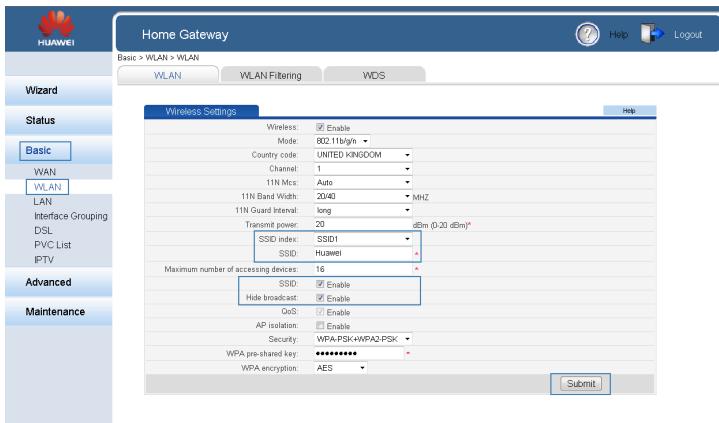 HUAWEI
Home Gateway
Help
Logout
Basic > WLAN > WLAN
WLAN
WLAN Filtering
WDS
Wizard
Status
Basic
WAN
WLAN
LAN
Interface Grouping
DSL
PVC List
IPTV
Advanced
Maintenance
Wireless Settings
Help
Wireless: Enable
Mode: 802.11b/g/n
Country code: UNITED KINGDOM
Channel: 1
11N Mcs: Auto
11N Band Width: 20/40 MHZ
11N Guard Interval: long
Transmit power: 20 dBm (0-20 dBm)*
SSID index: SSID1
SSID: Huawei *
Maximum number of accessing devices: 16 *
SSID: Enable
Hide broadcast: Enable
QoS: Enable
AP isolation: Enable
Security: WPA-PSK+WPA2-PSK
WPA pre-shared key: ●●●●●●●●● *
WPA encryption: AES
Submit